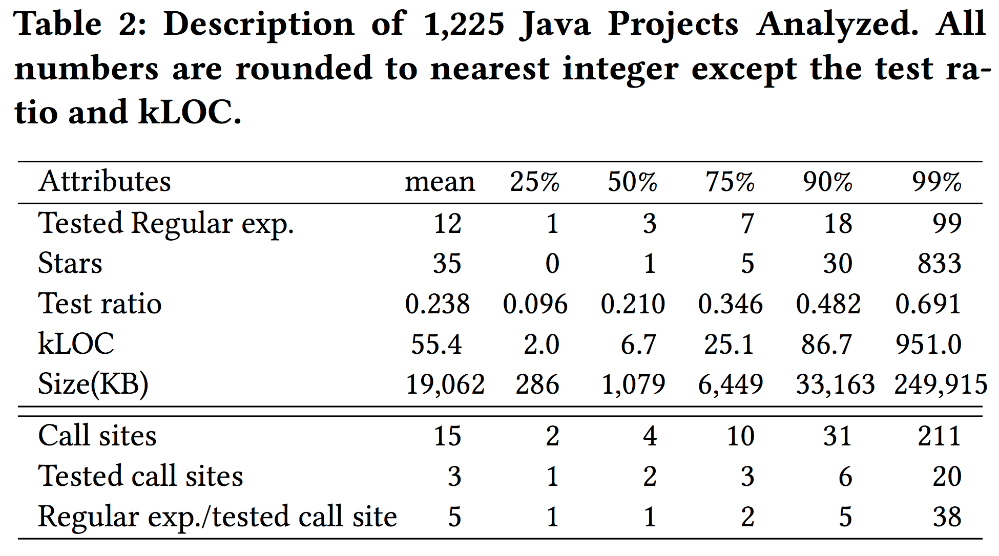 Table 2: Description of 1,225 Java Projects Analyzed. All
numbers are rounded to nearest integer except the test ra-
tio and kLOC.
Attributes mean 25% 50% 75% 90% 99%
Tested Regular exp. 12 1 3 7 18 99
Stars 35 0 1 5 30 833
Test ratio 0.238 0.096 0.210 0.346 0.482 0.691
kLOC 55.4 2.0 6.7 25.1 86.7 951.0
Size(KB) 19,062 286 1,079 6,449 33,163 249,915
Call sites 15 2 4 10 31 211
Tested call sites 3 1 2 3 6 20
Regular exp./tested call site 5 1 1 2 5 38